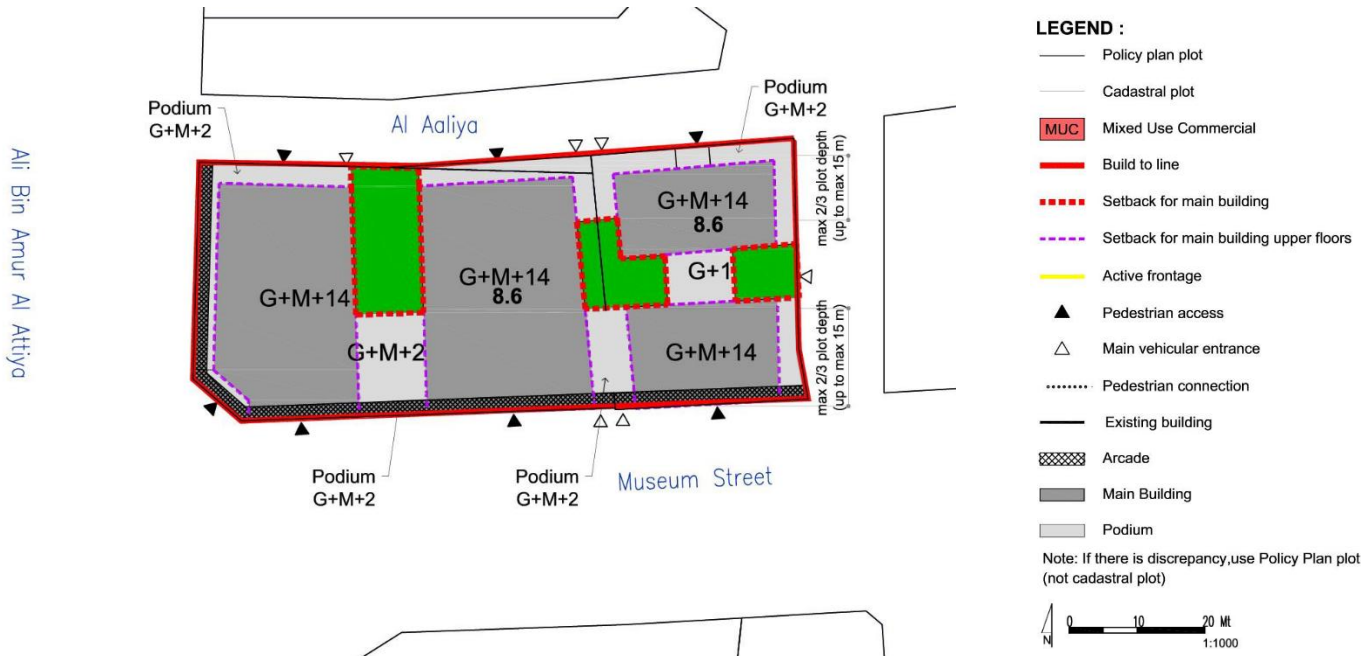 Podium
G+M+2
Al Aaliya
Podium
G+M+2
Ali Bin Amur Al Attiya
G+M+14
G+M+14
8.6
G+M+14
8.6
G+1
G+M+2
G+M+14
max 2/3 plot depth
(up to max 15 m)
max 2/3 plot depth
(up to max 15 m)
Podium
G+M+2
Podium
G+M+2
Museum Street
LEGEND :
Policy plan plot
Cadastral plot
MUC Mixed Use Commercial
Build to line
Setback for main building
Setback for main building upper floors
Active frontage
Pedestrian access
Main vehicular entrance
Pedestrian connection
Existing building
Arcade
Main Building
Podium
Note: If there is discrepancy,use Policy Plan plot
(not cadastral plot)
N
0 10 20 Mt
1:1000